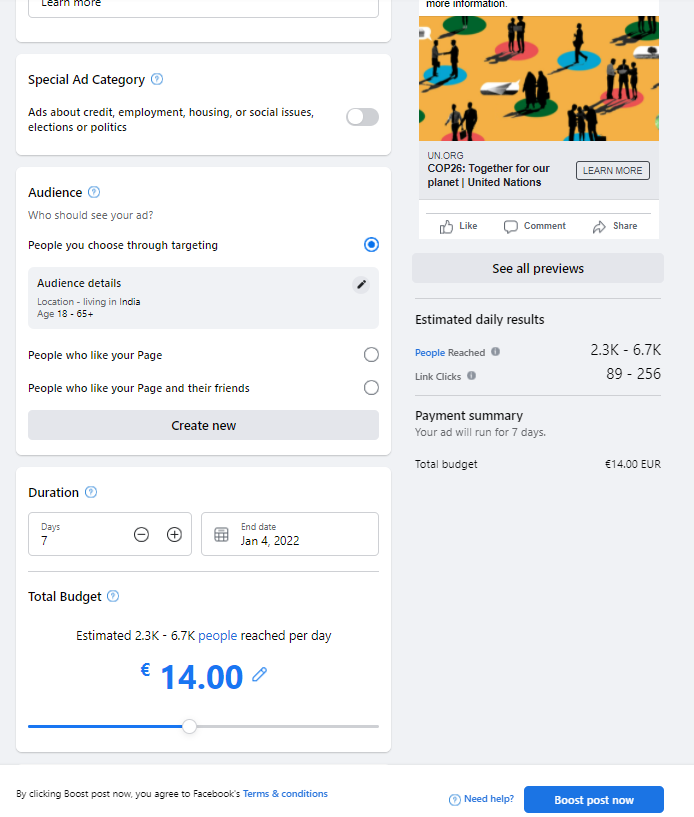 Learn more
Special Ad Category
Ads about credit, employment, housing, or social issues,
elections or politics
Audience
Who should see your ad?
People you choose through targeting
Audience details
Location - living in India
Age 18 - 65+
People who like your Page
People who like your Page and their friends
Create new
Duration
Days
7
End date
Jan 4, 2022
Total Budget
Estimated 2.3K - 6.7K people reached per day
€ 14.00
more information.
UN.ORG
COP26: Together for our
planet | United Nations
LEARN MORE
Like
Comment
Share
See all previews
Estimated daily results
People Reached
2.3K - 6.7K
Link Clicks
89 - 256
Payment summary
Your ad will run for 7 days.
Total budget
€14.00 EUR
By clicking Boost post now, you agree to Facebook's Terms & conditions
Need help?
Boost post now